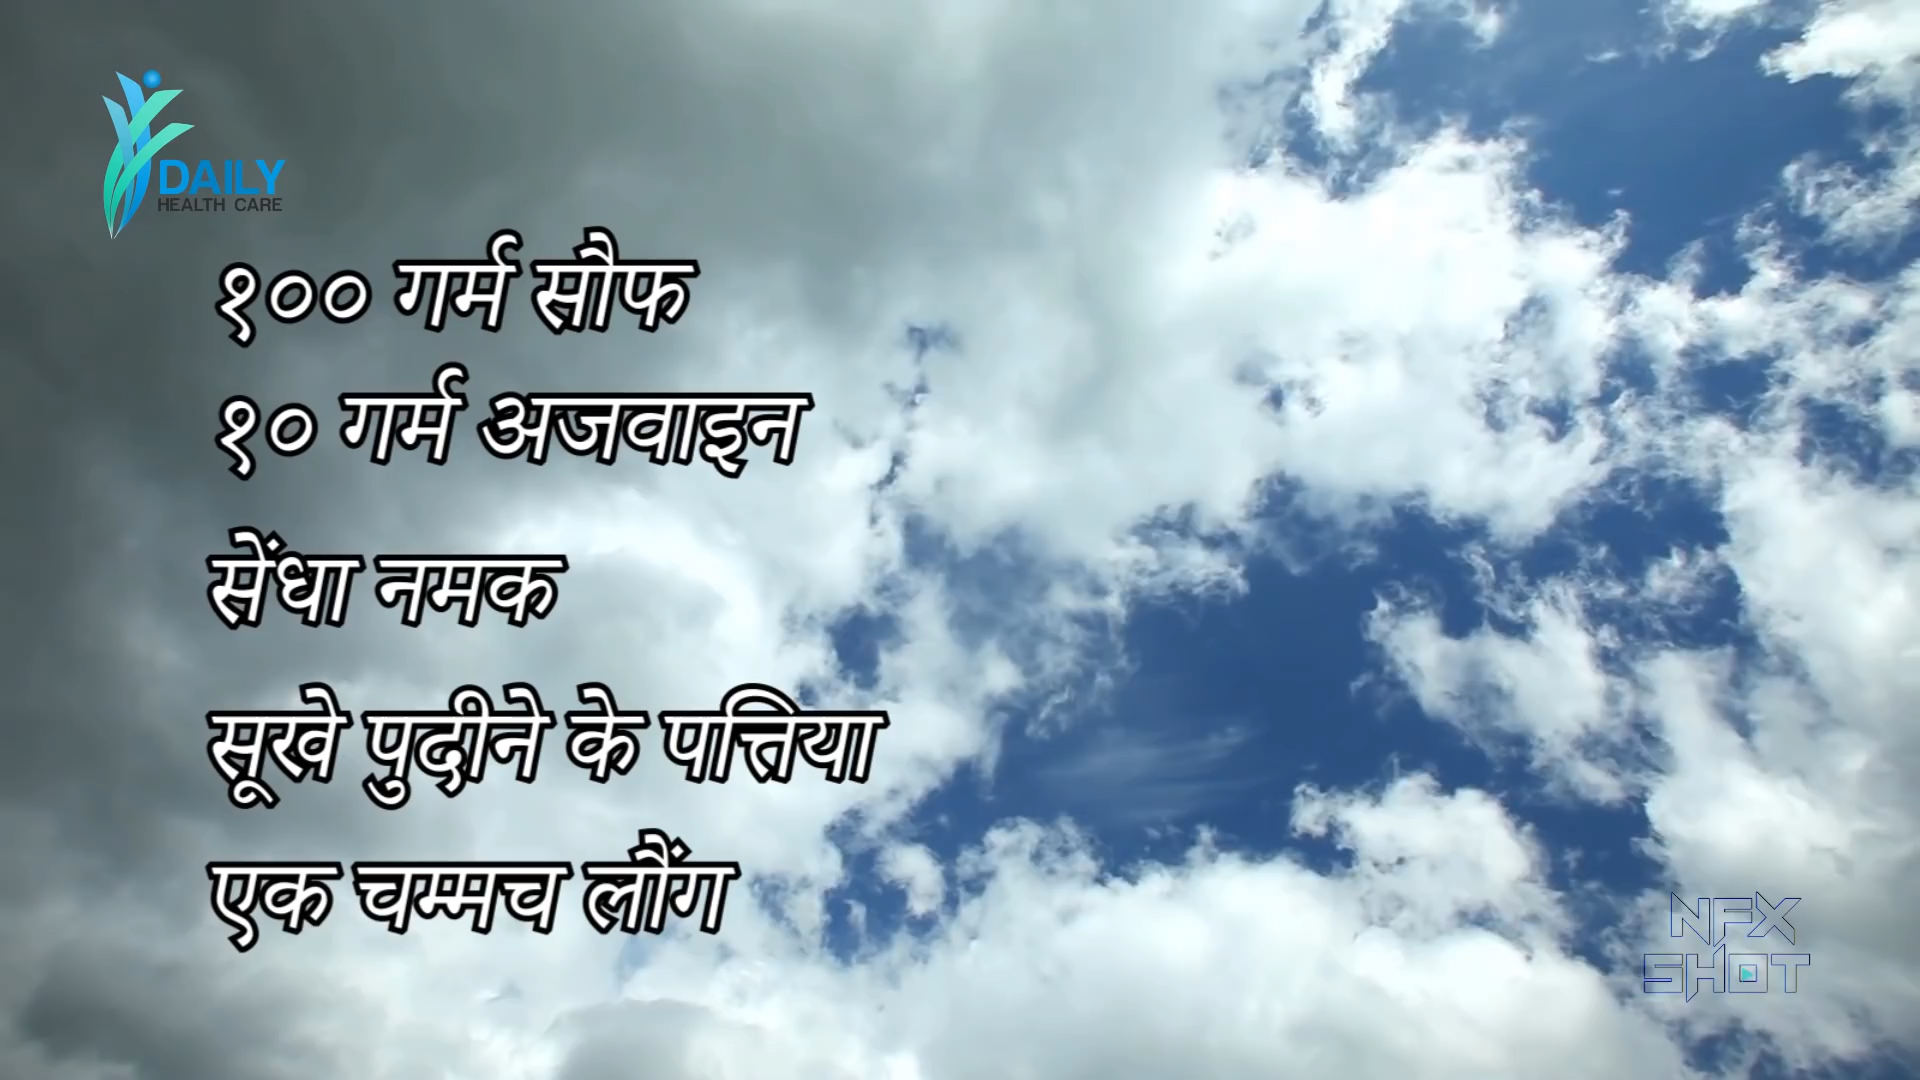 DAILY
HEALTH CARE
१०० गर्म सौफ
१० गर्म अजवाइन
सेंधा नमक
सूखे पुदीने के पत्तिया
एक चम्मच लौंग
NFX
SHOT